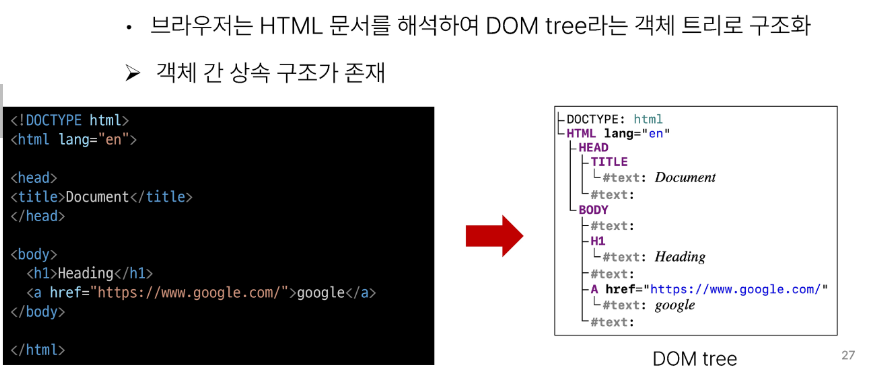 • 브라우저는 HTML 문서를 해석하여 DOM tree라는 객체 트리로 구조화
➢ 객체 간 상속 구조가 존재
<!DOCTYPE html>
<html lang="en">
<head>
<title>Document</title>
</head>
<body>
<h1>Heading</h1>
<a href="https://www.google.com/">google</a>
</body>
</html>
DOCTYPE: html
HTML lang="en"
HEAD
TITLE
#text: Document
#text:
BODY
#text:
H1
#text: Heading
#text:
A href="https://www.google.com/"
#text: google
#text:
DOM tree
27